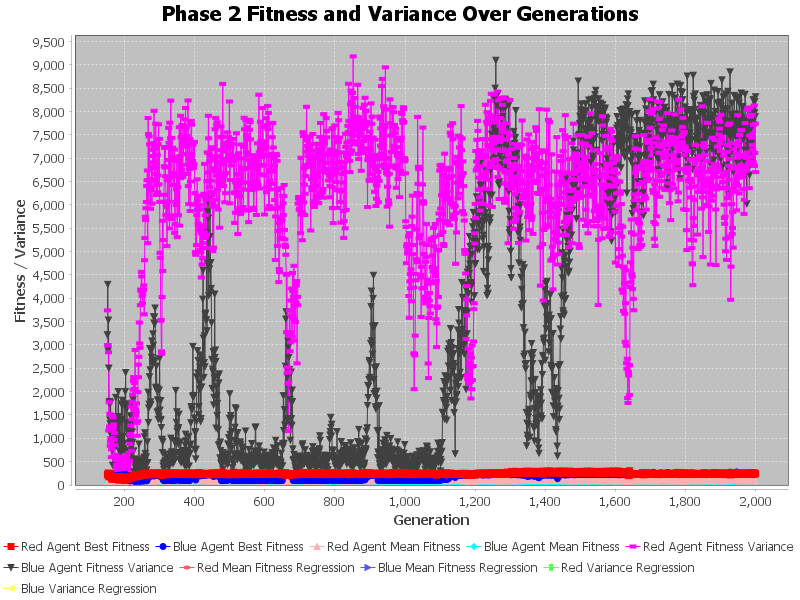 Phase 2 Fitness and Variance Over Generations
9,500
9,000
8,500
8,000
7,500
7,000
6,500
6,000
5,500
5,000
4,500
4,000
3,500
3,000
2,500
2,000
1,500
1,000
500
0
Fitness / Variance
200 400 600 800 1,000 1,200 1,400 1,600 1,800 2,000
Generation
Red Agent Best Fitness Blue Agent Best Fitness Red Agent Mean Fitness Blue Agent Mean Fitness Red Agent Fitness Variance
Blue Agent Fitness Variance Red Mean Fitness Regression Blue Mean Fitness Regression Red Variance Regression
Blue Variance Regression